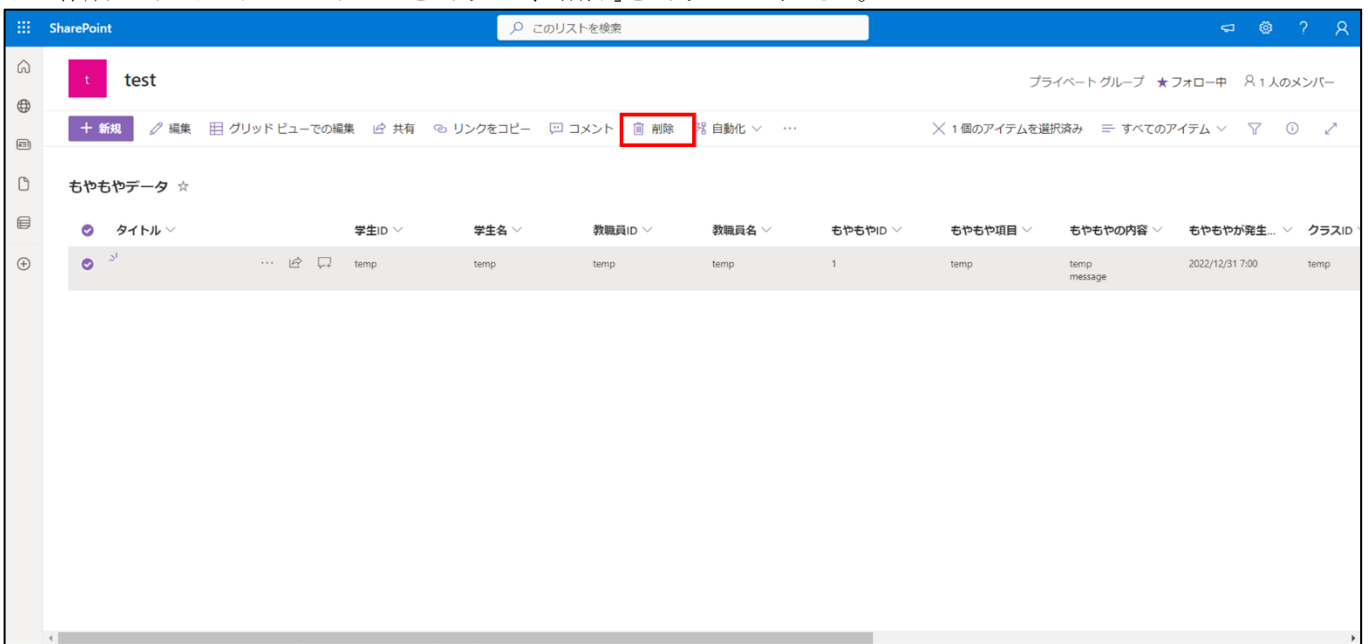 SharePoint
このリストを検索
t test
プライベート グループ ★ フォロー中 1 人のメンバー
+ 新規 編集 グリッド ビューでの編集 共有 リンクをコピー コメント 削除 自動化 ··· × 1 個のアイテムを選択済み すべてのアイテム
もやもやデータ ☆
タイトル 学生ID 学生名 教職員ID 教職員名 もやもやID もやもや項目 もやもやの内容 もやもやが発生... クラスID
··· temp temp temp temp 1 temp temp 2022/12/31 7:00 temp
message